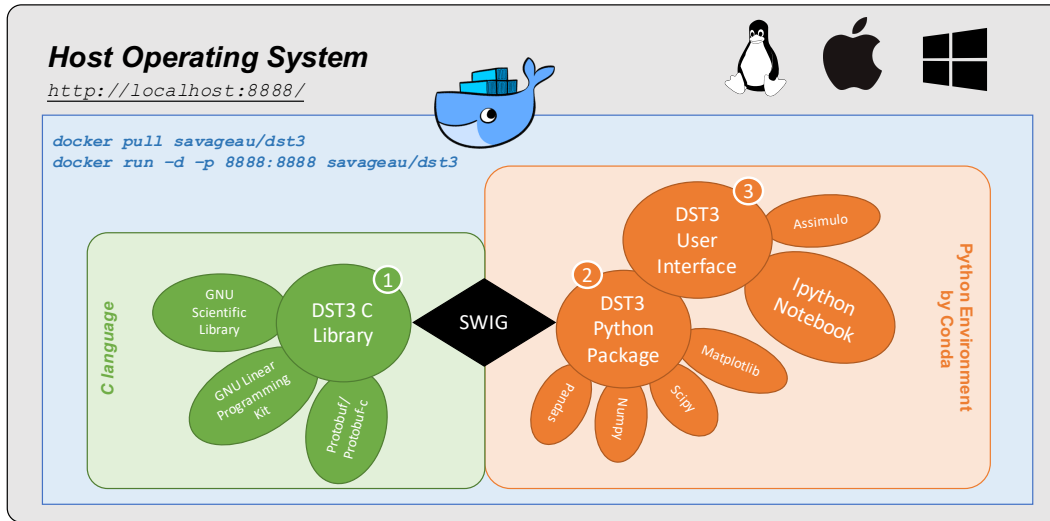 Host Operating System
http://localhost:8888/
docker pull savageau/dst3
docker run –d –p 8888:8888 savageau/dst3
C language
GNU
Scientific
Library
GNU Linear
Programming
Kit
Protobuf/
Protobuf-c
1
DST3 C
Library
SWIG
2
DST3
Python
Package
Pandas
Numpy
Scipy
Matplotlib
3
DST3
User
Interface
Assimulo
Ipython
Notebook
Python Environment
by Conda